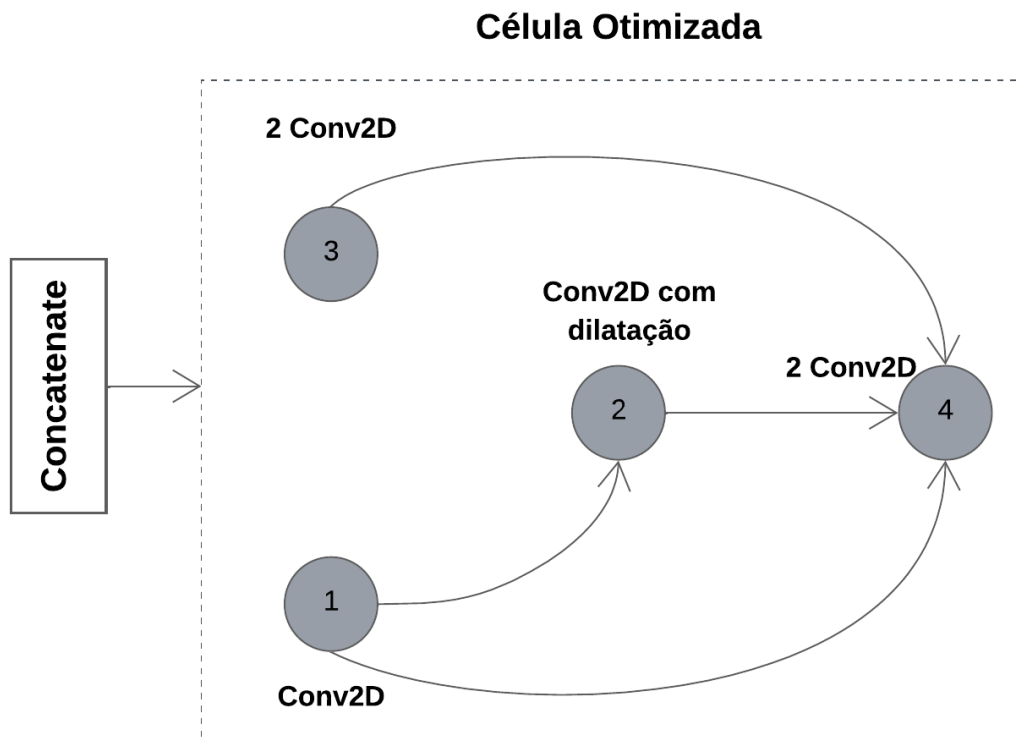 Célula Otimizada
2 Conv2D
3
Conv2D com
dilatação
2 Conv2D
2
4
Concatenate
1
Conv2D